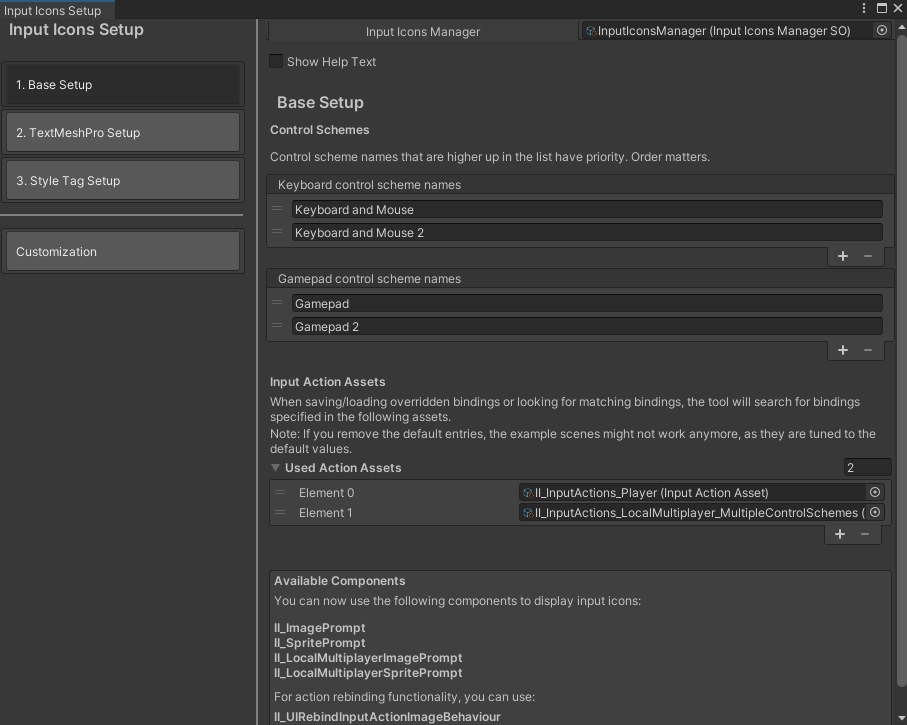 Input Icons Setup
Input Icons Setup
1. Base Setup
2. TextMeshPro Setup
3. Style Tag Setup
Customization
Input Icons Manager
InputIconsManager (Input Icons Manager SO)
Show Help Text
Base Setup
Control Schemes
Control scheme names that are higher up in the list have priority. Order matters.
Keyboard control scheme names
Keyboard and Mouse
Keyboard and Mouse 2
+ −
Gamepad control scheme names
Gamepad
Gamepad 2
+ −
Input Action Assets
When saving/loading overridden bindings or looking for matching bindings, the tool will search for bindings
specified in the following assets.
Note: If you remove the default entries, the example scenes might not work anymore, as they are tuned to the
default values.
Used Action Assets
2
Element 0
II_InputActions_Player (Input Action Asset)
Element 1
II_InputActions_LocalMultiplayer_MultipleControlSchemes (
+ −
Available Components
You can now use the following components to display input icons:
II_ImagePrompt
II_SpritePrompt
II_LocalMultiplayerImagePrompt
II_LocalMultiplayerSpritePrompt
For action rebinding functionality, you can use:
II_UIRebindInputActionImageBehaviour